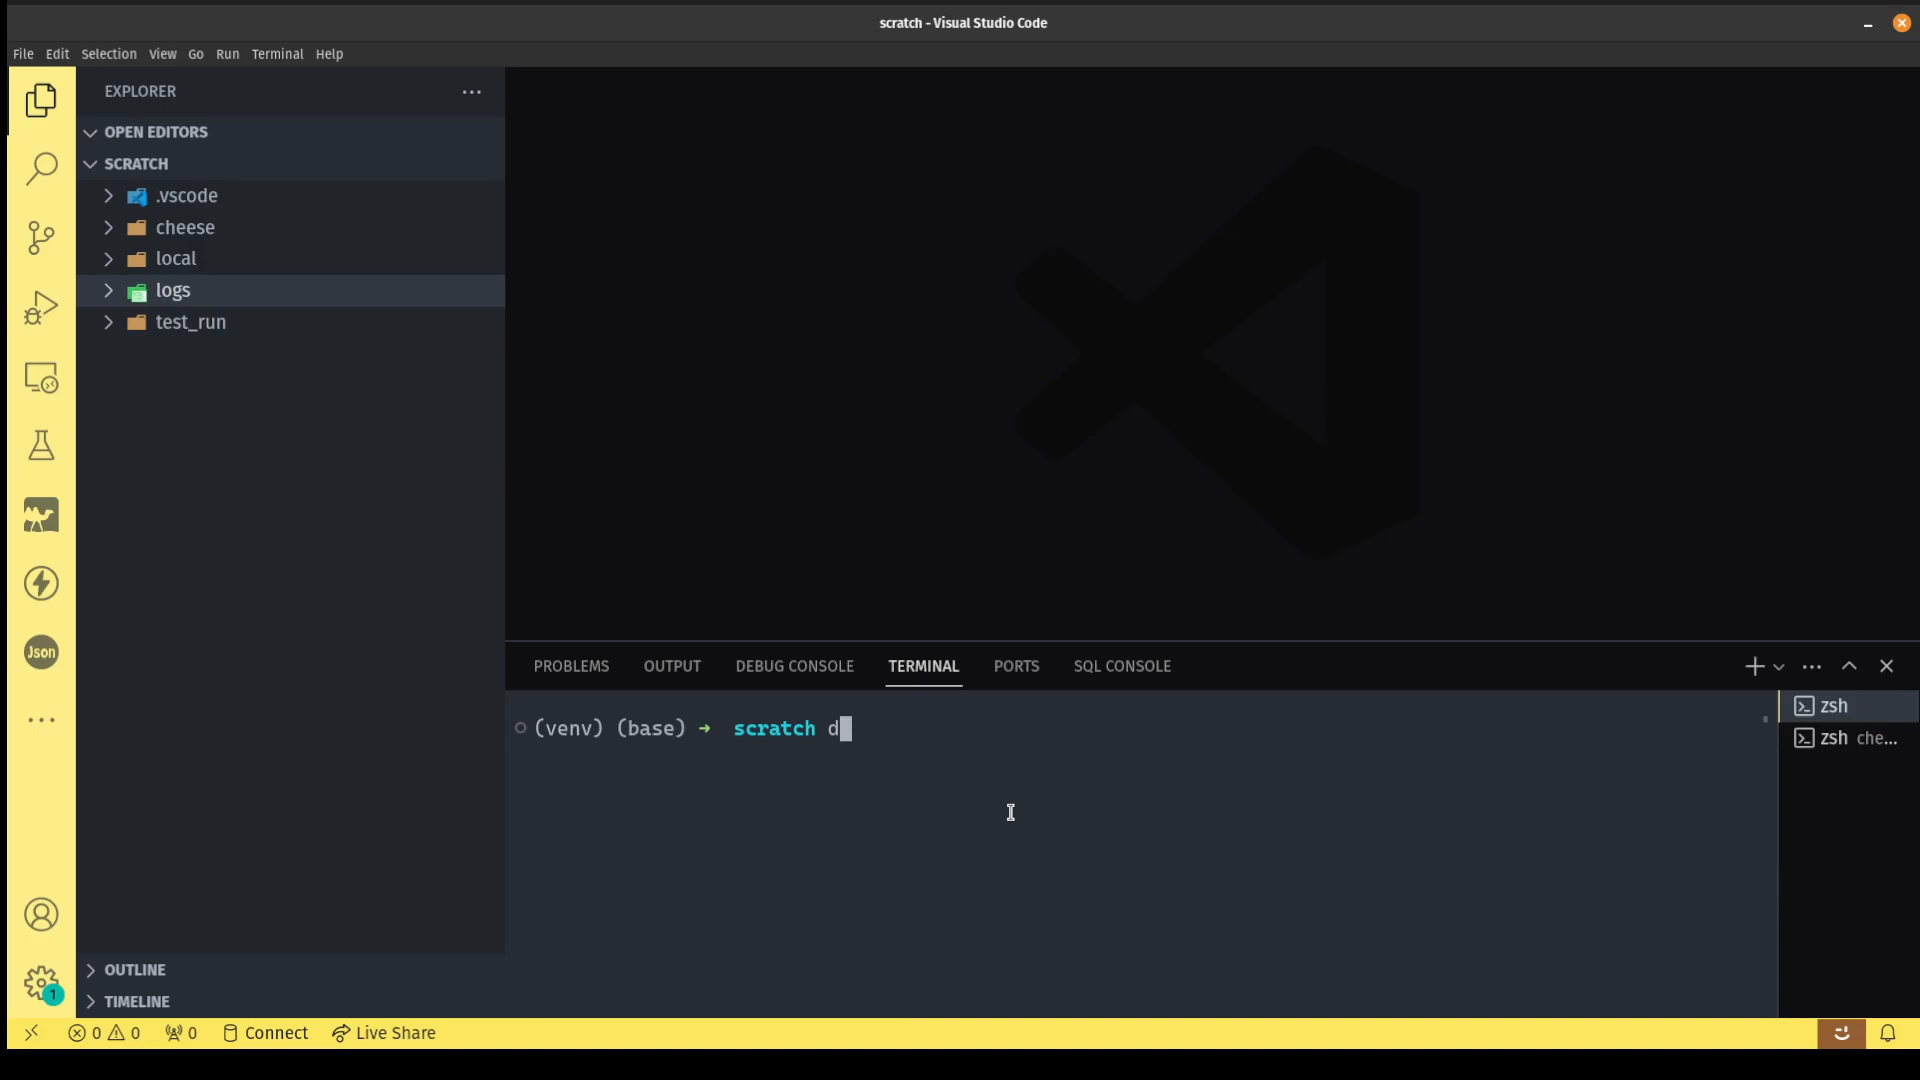 scratch - Visual Studio Code
File Edit Selection View Go Run Terminal Help
EXPLORER
OPEN EDITORS
SCRATCH
.vscode
cheese
local
logs
test_run
Json
OUTLINE
TIMELINE
PROBLEMS OUTPUT DEBUG CONSOLE TERMINAL PORTS SQL CONSOLE
(venv) (base) ➜ scratch d
zsh
zsh che...
1
0 0 0 Connect Live Share